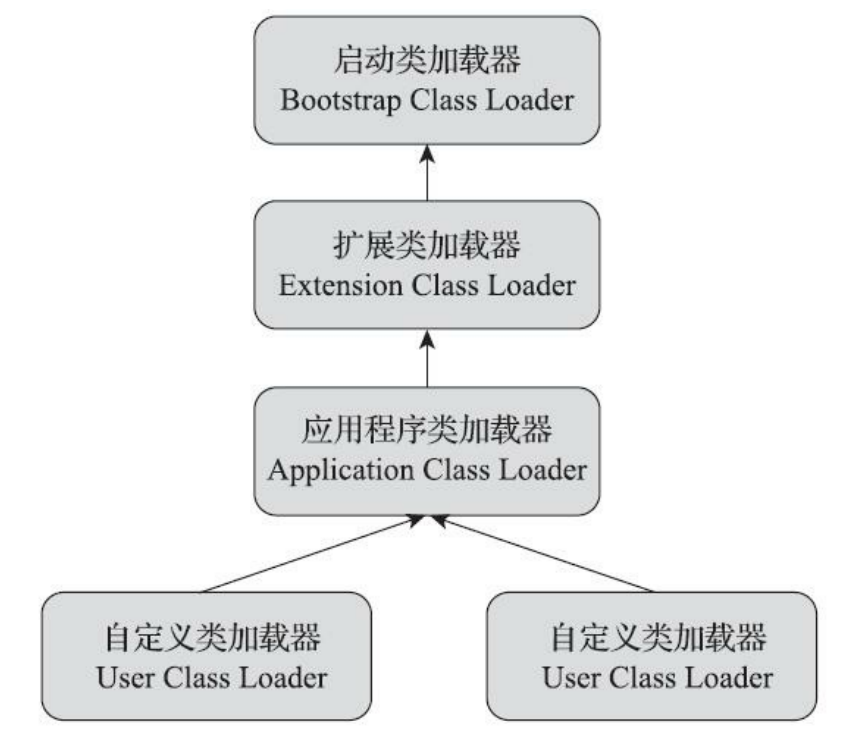 启动类加载器
Bootstrap Class Loader
扩展类加载器
Extension Class Loader
应用程序类加载器
Application Class Loader
自定义类加载器
User Class Loader
自定义类加载器
User Class Loader